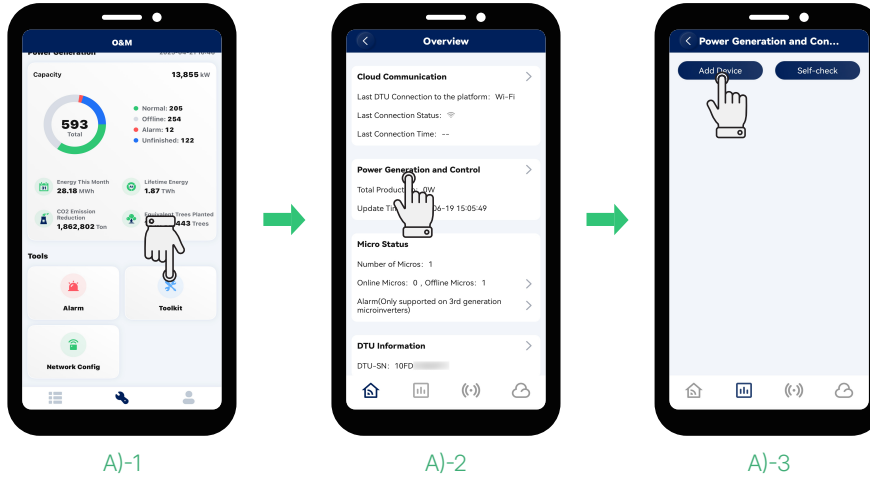 O&M
Power Generation
Capacity
13,855 kW
593
Total
Normal: 205
Offline: 254
Alarm: 12
Unfinished: 122
Energy This Month
28.18 MWh
Lifetime Energy
1.87 TWh
CO2 Emission
Reduction
1,862,802 Ton
Equivalent Trees Planted
443 Trees
Tools
Alarm
Toolkit
Network Config
A)-1
Overview
Cloud Communication
Last DTU Connection to the platform: Wi-Fi
Last Connection Status:
Last Connection Time: --
Power Generation and Control
Total Production: 0W
Update 06-19 15:05:49
Micro Status
Number of Micros: 1
Online Micros: 0 , Offline Micros: 1
Alarm(Only supported on 3rd generation
microinverters)
DTU Information
DTU-SN: 10FD
A)-2
Power Generation and Con...
Add Device
Self-check
A)-3